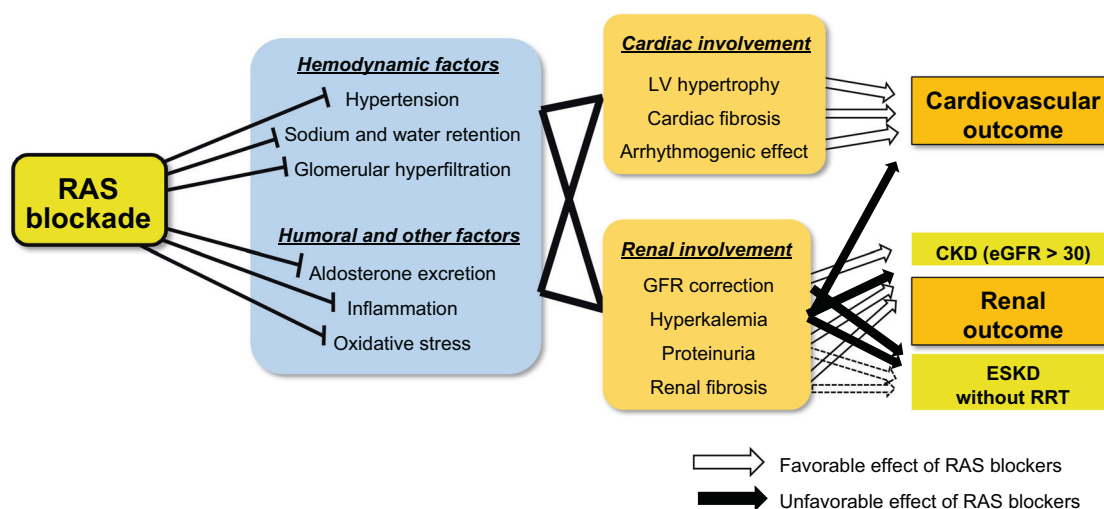 RAS
blockade
Hemodynamic factors
Hypertension
Sodium and water retention
Glomerular hyperfiltration
Humoral and other factors
Aldosterone excretion
Inflammation
Oxidative stress
Cardiac involvement
LV hypertrophy
Cardiac fibrosis
Arrhythmogenic effect
Renal involvement
GFR correction
Hyperkalemia
Proteinuria
Renal fibrosis
Cardiovascular
outcome
CKD (eGFR > 30)
Renal
outcome
ESKD
without RRT
Favorable effect of RAS blockers
Unfavorable effect of RAS blockers